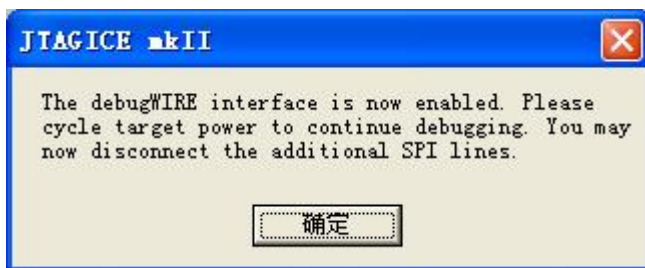 JTAGICE mkII
The debugWIRE interface is now enabled. Please
cycle target power to continue debugging. You may
now disconnect the additional SPI lines.
确定